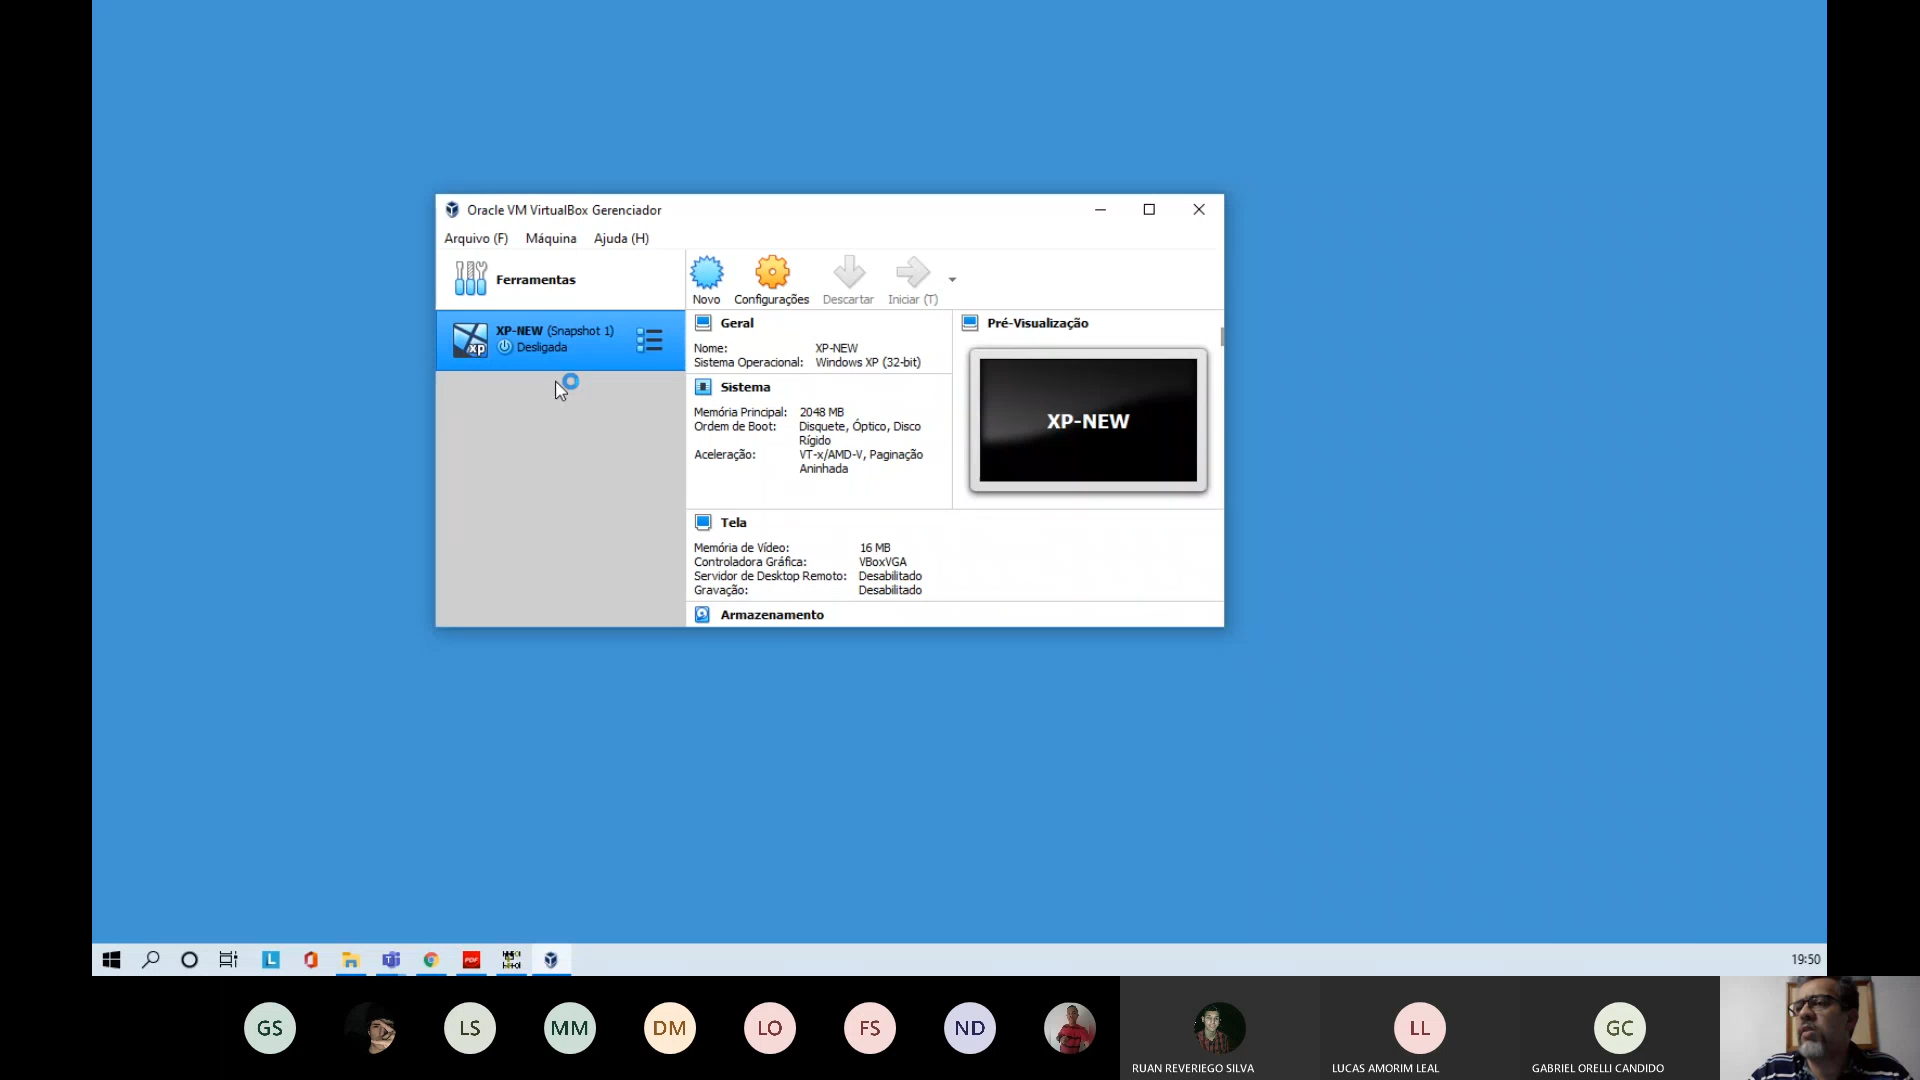 Oracle VM VirtualBox Gerenciador
Arquivo (F) Máquina Ajuda (H)
Ferramentas
Novo Configurações Descartar Iniciar (T)
XP-NEW (Snapshot 1)
Desligada
xp
Geral
Nome: XP-NEW
Sistema Operacional: Windows XP (32-bit)
Sistema
Memória Principal: 2048 MB
Ordem de Boot: Disquete, Óptico, Disco
Rígido
Aceleração: VT-x/AMD-V, Paginação
Aninhada
Pré-Visualização
XP-NEW
Tela
Memória de Vídeo: 16 MB
Controladora Gráfica: VBoxVGA
Servidor de Desktop Remoto: Desabilitado
Gravação: Desabilitado
Armazenamento
L
PDF
19:50
GS
LS
MM
DM
LO
FS
ND
LL
GC
RUAN REVERIEGO SILVA
LUCAS AMORIM LEAL
GABRIEL ORELLI CANDIDO